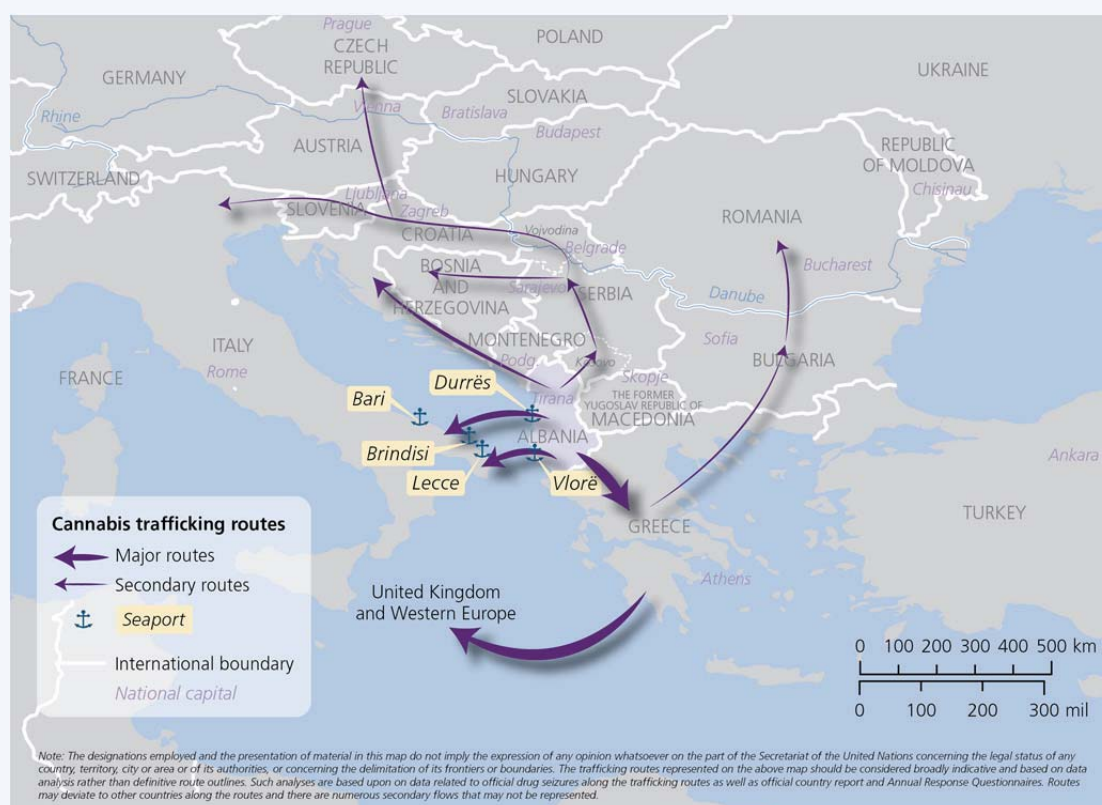 Prague
CZECH
REPUBLIC
POLAND
UKRAINE
GERMANY
SLOVAKIA
Rhine
Vienna
Bratislava
Budapest
AUSTRIA
REPUBLIC
OF MOLDOVA
SWITZERLAND
HUNGARY
Chisinau
Ljubljana
SLOVENIA
Zagreb
ROMANIA
CROATIA
Vojvodina
Belgrade
Bucharest
BOSNIA
AND
HERZEGOVINA
Sarajevo
SERBIA
Danube
ITALY
Rome
MONTENEGRO
Podg.
Kosovo
Sofia
BULGARIA
FRANCE
Skopje
Durrës
Tirana
THE FORMER
YUGOSLAV REPUBLIC OF
MACEDONIA
Bari
ALBANIA
Brindisi
Lecce
Vlorë
Ankara
GREECE
TURKEY
Athens
Cannabis trafficking routes
Major routes
Secondary routes
Seaport
International boundary
National capital
United Kingdom
and Western Europe
0 100 200 300 400 500 km
0 100 200 300 mil
Note: The designations employed and the presentation of material in this map do not imply the expression of any opinion whatsoever on the part of the Secretariat of the United Nations concerning the legal status of any
country, territory, city or area or of its authorities, or concerning the delimitation of its frontiers or boundaries. The trafficking routes represented on the above map should be considered broadly indicative and based on data
analysis rather than definitive route outlines. Such analyses are based upon on data related to official drug seizures along the trafficking routes as well as official country report and Annual Response Questionnaires. Routes
may deviate to other countries along the routes and there are numerous secondary flows that may not be represented.